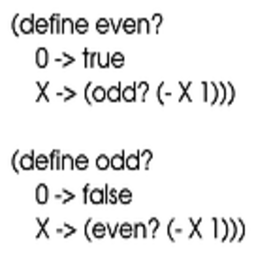 (define even?
0 -> true
X -> (odd? (- X 1)))
(define odd?
0 -> false
X -> (even? (- X 1)))